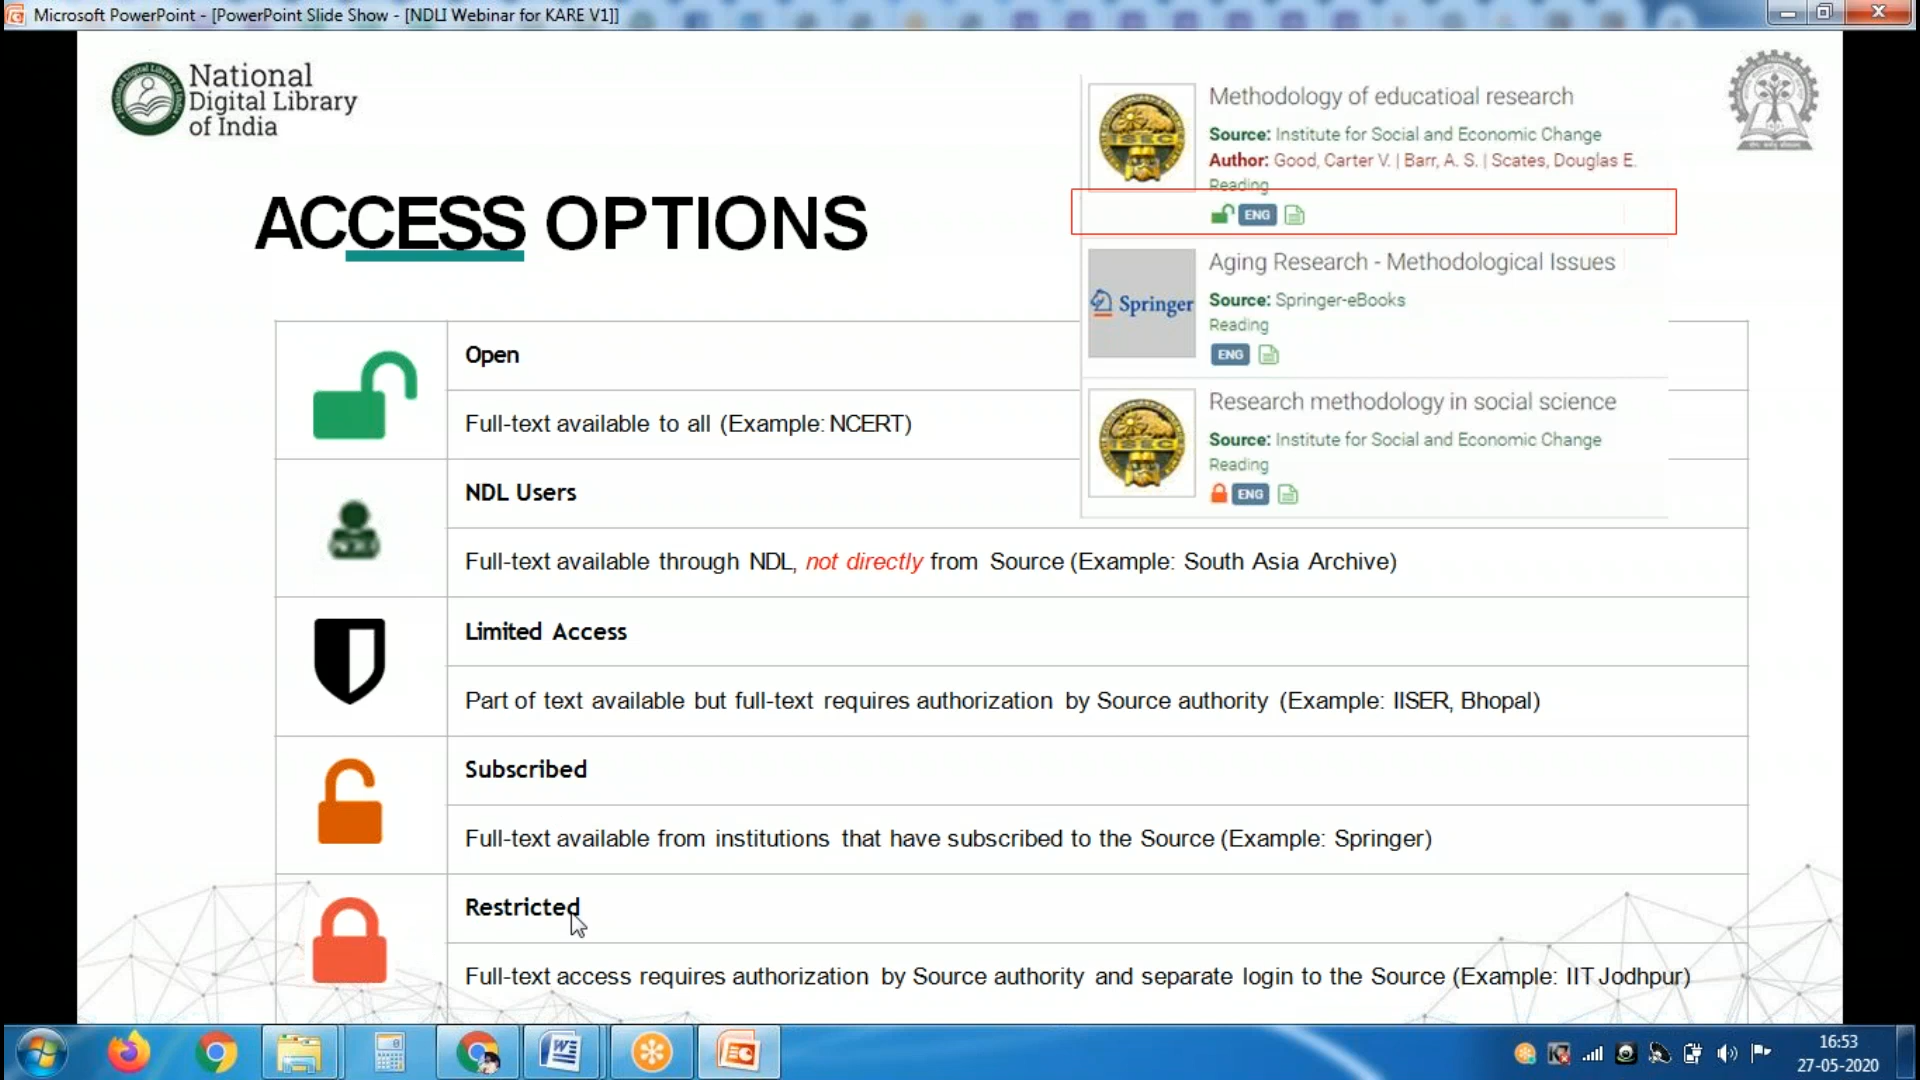 Microsoft PowerPoint - [PowerPoint Slide Show - [NDLI Webinar for KARE V1]]
National
Digital Library
of India
ACCESS OPTIONS
Methodology of educatioal research
Source: Institute for Social and Economic Change
Author: Good, Carter V. | Barr, A. S. | Scates, Douglas E.
Reading
ENG
Springer
Aging Research - Methodological Issues
Source: Springer-eBooks
Reading
ENG
Research methodology in social science
Source: Institute for Social and Economic Change
Reading
ENG
Open
Full-text available to all (Example: NCERT)
NDL Users
Full-text available through NDL, not directly from Source (Example: South Asia Archive)
Limited Access
Part of text available but full-text requires authorization by Source authority (Example: IISER, Bhopal)
Subscribed
Full-text available from institutions that have subscribed to the Source (Example: Springer)
Restricted
Full-text access requires authorization by Source authority and separate login to the Source (Example: IIT Jodhpur)
16:53
27-05-2020